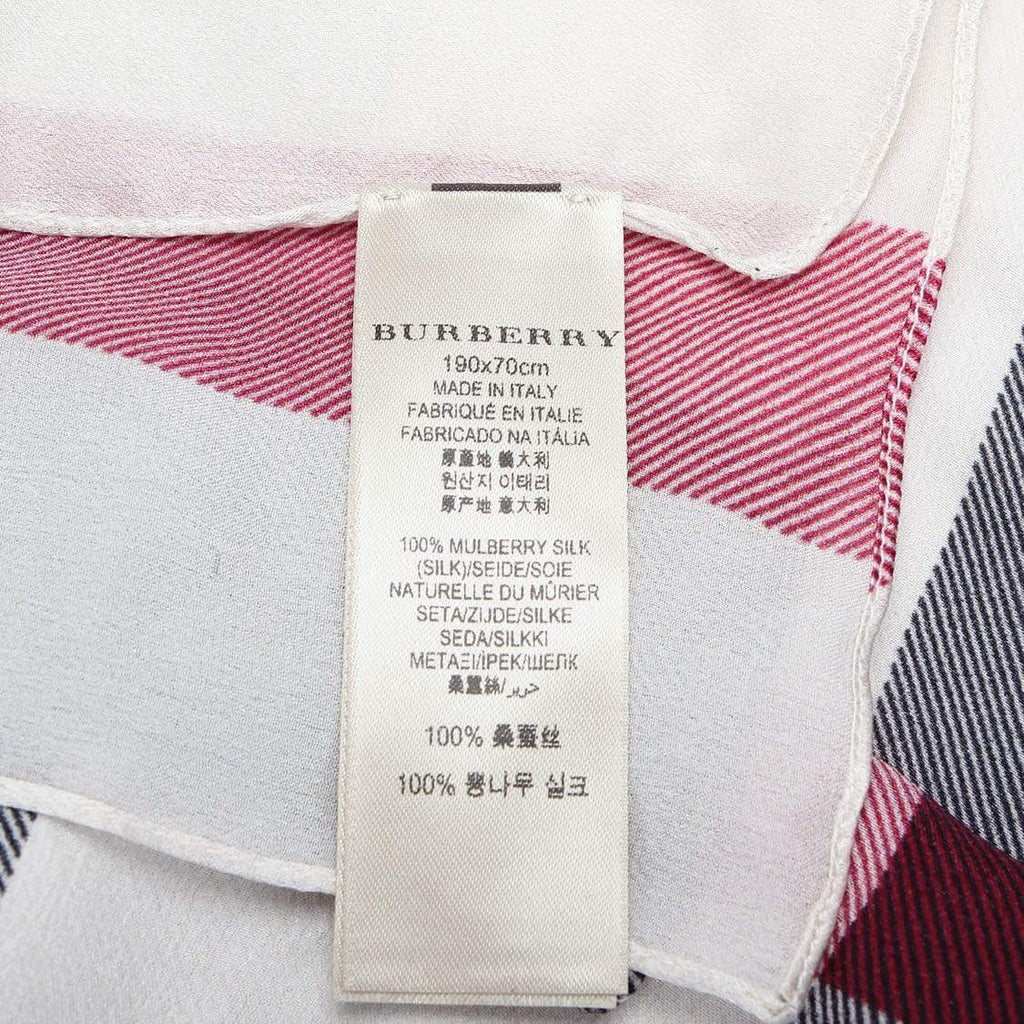 BURBERRY
190x70cm
MADE IN ITALY
FABRIQUÉ EN ITALIE
FABRICADO NA ITÁLIA
原產地 義大利
원산지 이태리
原产地 意大利
100% MULBERRY SILK
(SILK)/SEIDE/SOIE
NATURELLE DU MÛRIER
SETA/ZIJDE/SILKE
SEDA/SILKKI
ΜΕΤΑΞΙ/İPEK/ШЕЛК
桑蠶絲/حرير
100% 桑蚕丝
100% 뽕나무 실크